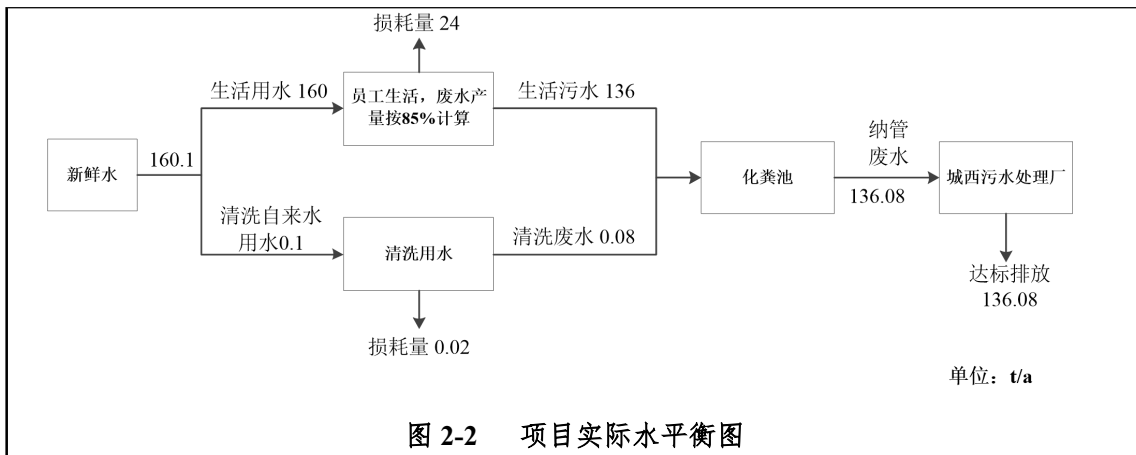 损耗量 24
生活用水 160
员工生活，废水产
量按85%计算
生活污水 136
新鲜水
160.1
化粪池
纳管
废水
136.08
城西污水处理厂
清洗自来水
用水0.1
清洗用水
清洗废水 0.08
达标排放
136.08
损耗量 0.02
单位：t/a
图 2-2 项目实际水平衡图